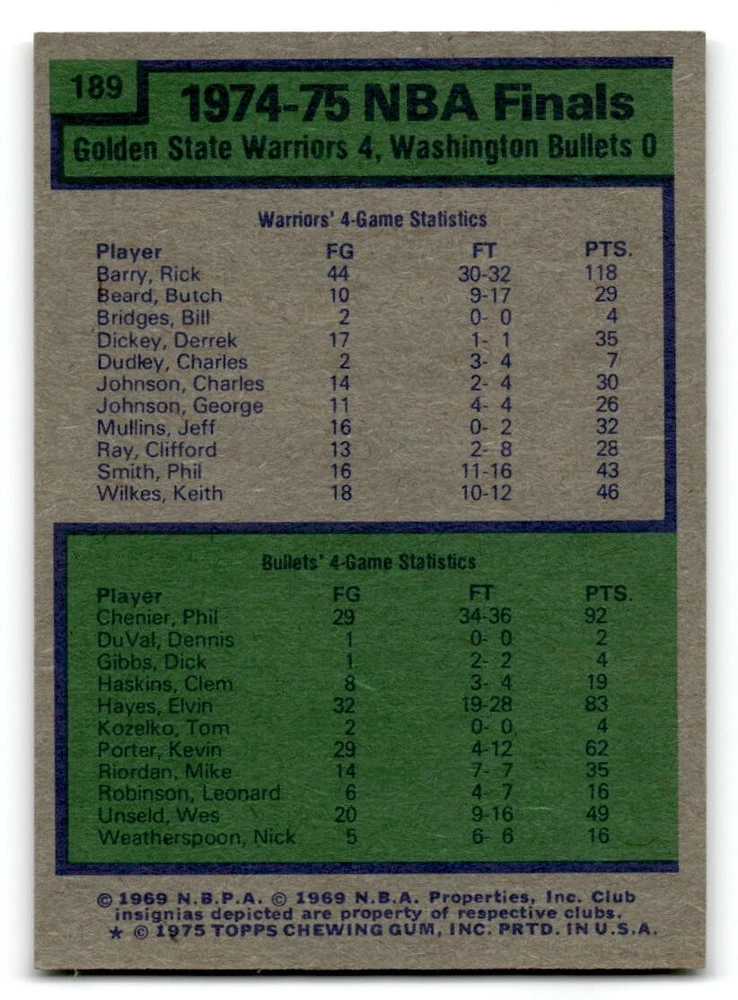 189
1974-75 NBA Finals
Golden State Warriors 4, Washington Bullets 0
Warriors' 4-Game Statistics
Player FG FT PTS.
Barry, Rick 44 30-32 118
Beard, Butch 10 9-17 29
Bridges, Bill 2 0- 0 4
Dickey, Derrek 17 1- 1 35
Dudley, Charles 2 3- 4 7
Johnson, Charles 14 2- 4 30
Johnson, George 11 4- 4 26
Mullins, Jeff 16 0- 2 32
Ray, Clifford 13 2- 8 28
Smith, Phil 16 11-16 43
Wilkes, Keith 18 10-12 46
Bullets' 4-Game Statistics
Player FG FT PTS.
Chenier, Phil 29 34-36 92
DuVal, Dennis 1 0- 0 2
Gibbs, Dick 1 2- 2 4
Haskins, Clem 8 3- 4 19
Hayes, Elvin 32 19-28 83
Kozelko, Tom 2 0- 0 4
Porter, Kevin 29 4-12 62
Riordan, Mike 14 7- 7 35
Robinson, Leonard 6 4- 7 16
Unseld, Wes 20 9-16 49
Weatherspoon, Nick 5 6- 6 16
© 1969 N.B.P.A. © 1969 N.B.A. Properties, Inc. Club
insignias depicted are property of respective clubs.
★ © 1975 TOPPS CHEWING GUM, INC. PRTD. IN U.S.A.